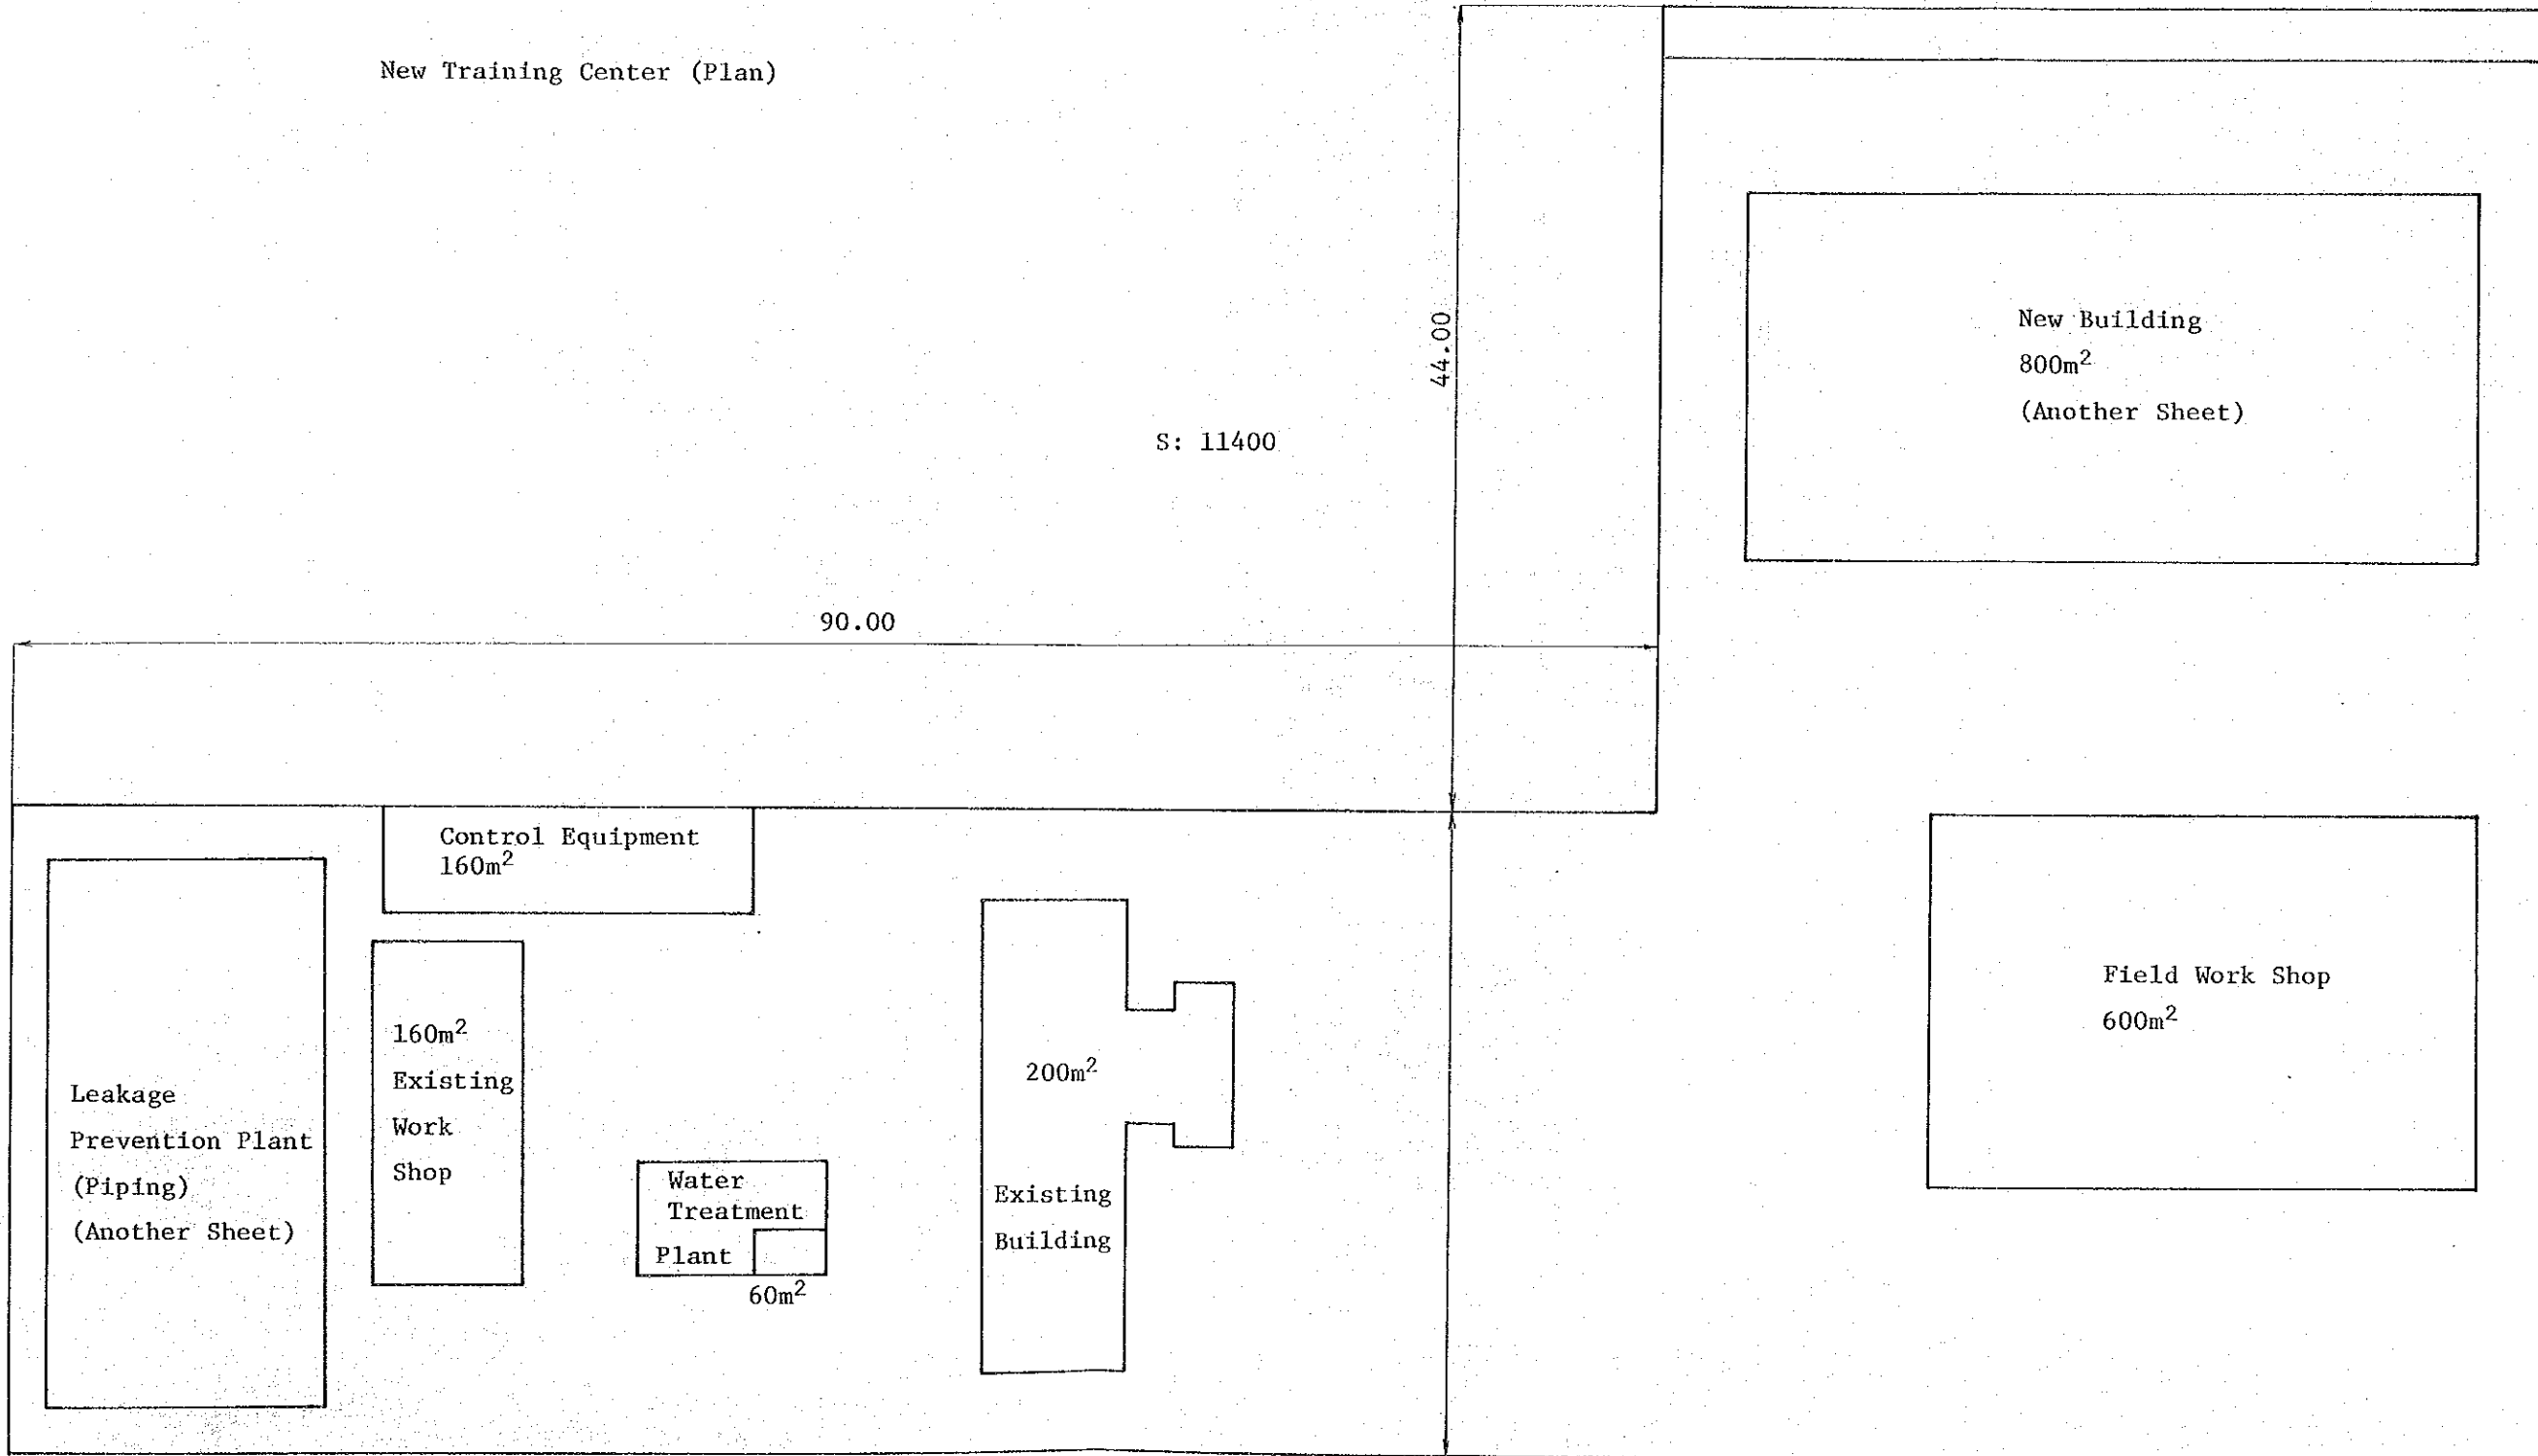 New Training Center (Plan)
44.00
New Building
800m²
(Another Sheet)
S: 11400
90.00
Control Equipment
160m²
160m²
Existing
Work
Shop
Leakage
Prevention Plant
(Piping)
(Another Sheet)
Water
Treatment
Plant
60m²
200m²
Existing
Building
Field Work Shop
600m²